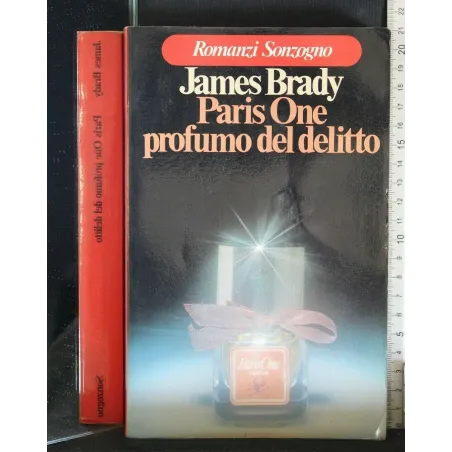 Romanzi Sonzogno
James Brady
Paris One
profumo del delitto
James Brady
Paris One profumo del delitto
Sonzogno